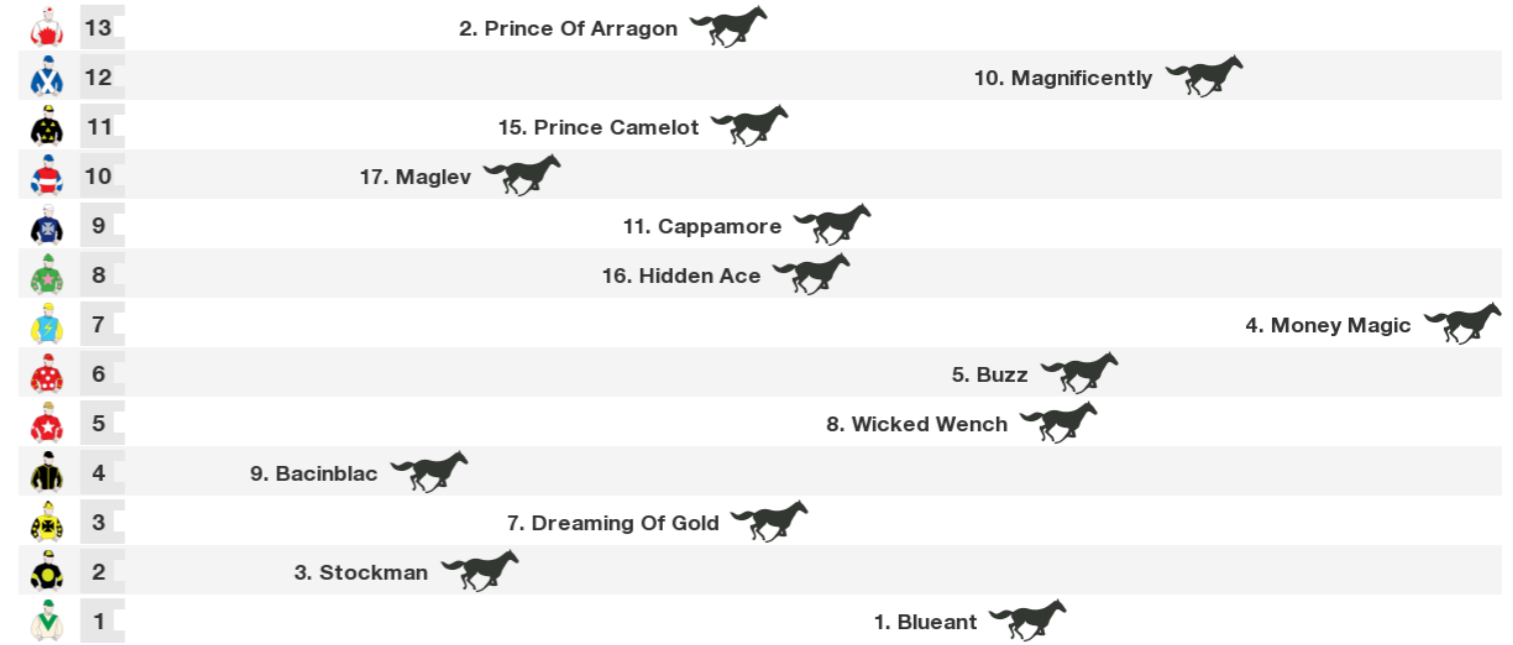 13 2. Prince Of Arragon
12 10. Magnificently
11 15. Prince Camelot
10 17. Maglev
9 11. Cappamore
8 16. Hidden Ace
7 4. Money Magic
6 5. Buzz
5 8. Wicked Wench
4 9. Bacinblac
3 7. Dreaming Of Gold
2 3. Stockman
1 1. Blueant